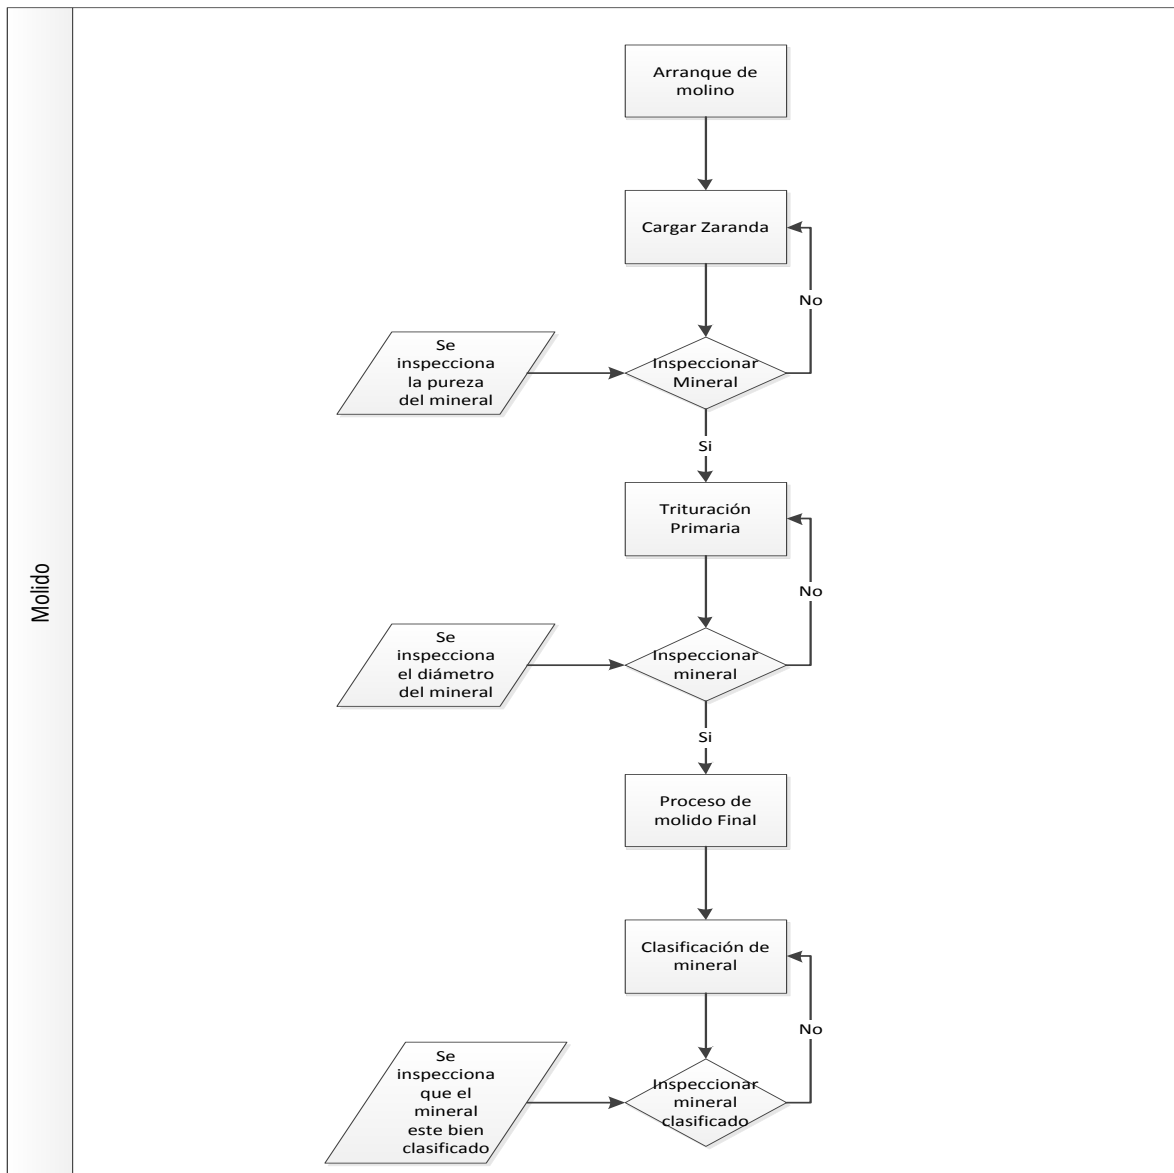 Molido
Arranque de
molino
Cargar Zaranda
No
Se
inspecciona
la pureza
del mineral
Inspeccionar
Mineral
Si
Trituración
Primaria
No
Se
inspecciona
el diámetro
del mineral
Inspeccionar
mineral
Si
Proceso de
molido Final
Clasificación de
mineral
No
Se
inspecciona
que el
mineral
este bien
clasificado
Inspeccionar
mineral
clasificado